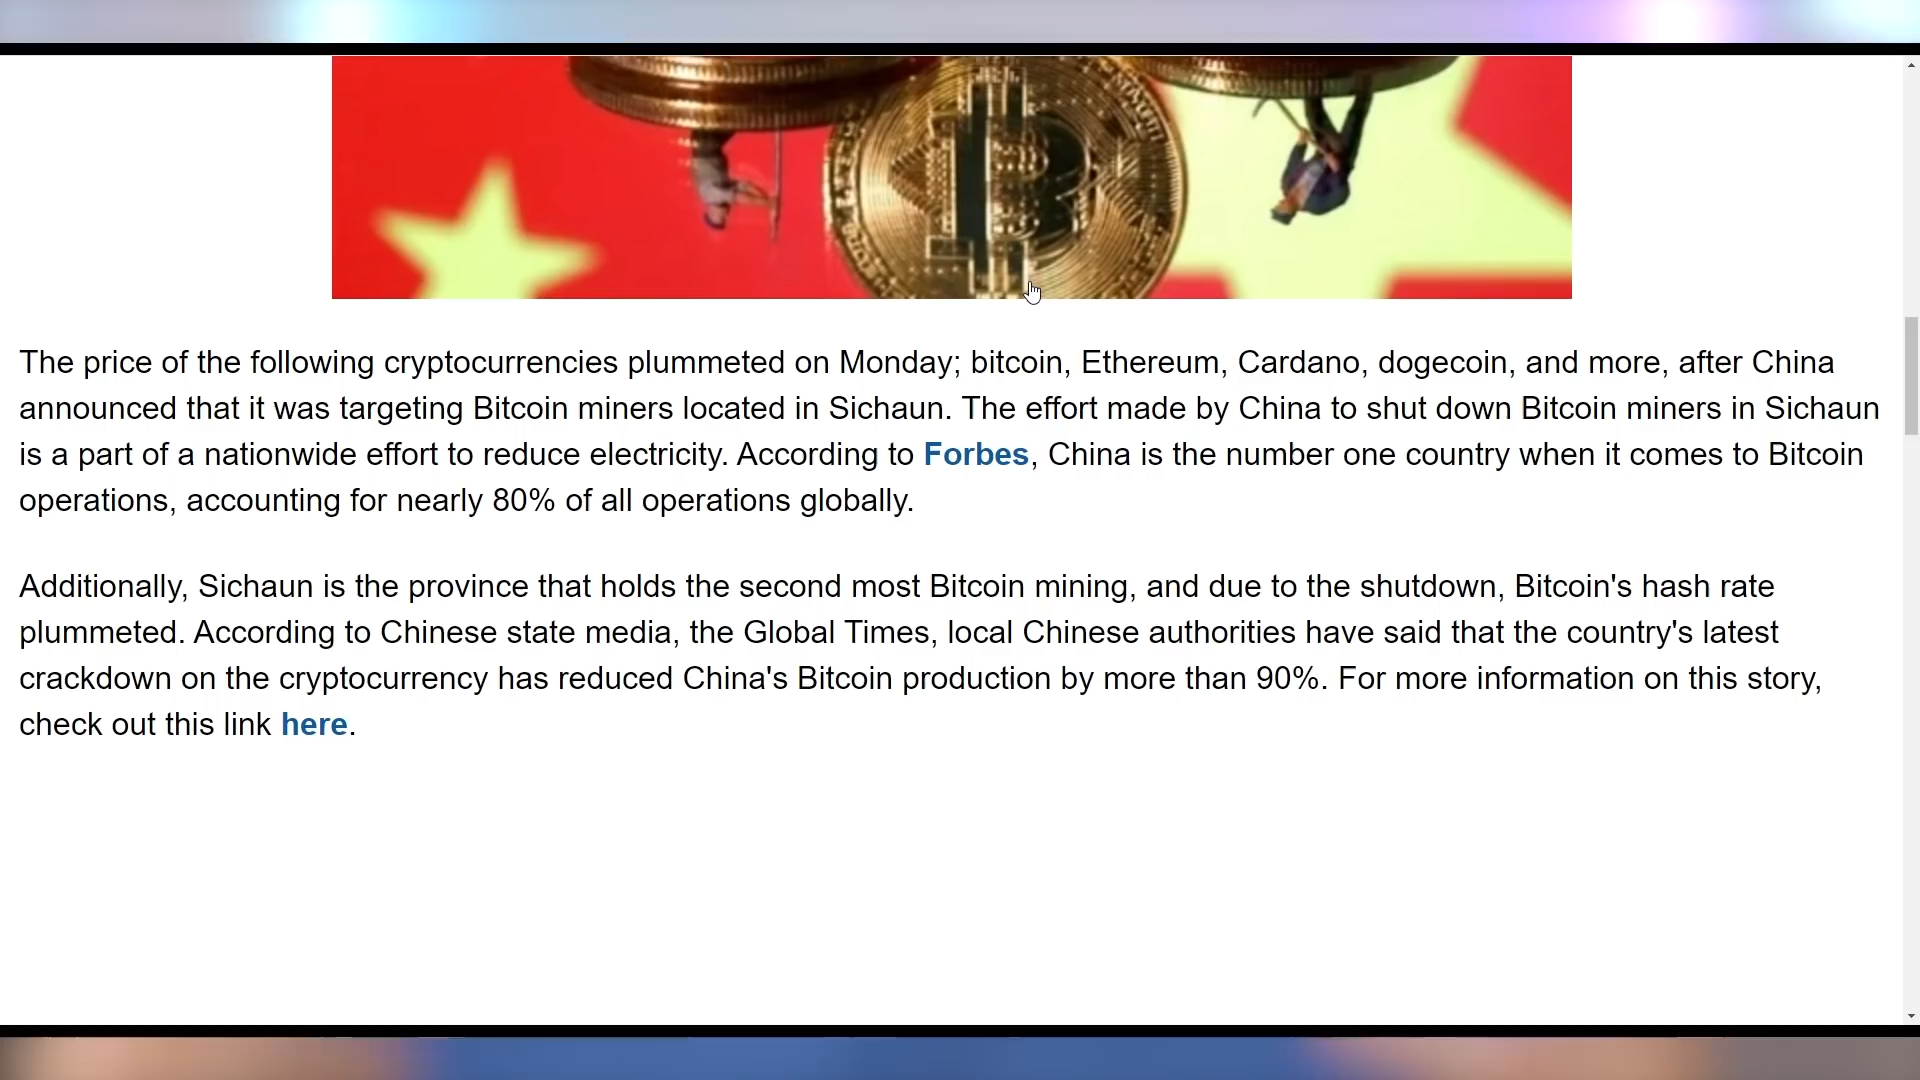 The price of the following cryptocurrencies plummeted on Monday; bitcoin, Ethereum, Cardano, dogecoin, and more, after China
announced that it was targeting Bitcoin miners located in Sichaun. The effort made by China to shut down Bitcoin miners in Sichaun
is a part of a nationwide effort to reduce electricity. According to Forbes, China is the number one country when it comes to Bitcoin
operations, accounting for nearly 80% of all operations globally.
Additionally, Sichaun is the province that holds the second most Bitcoin mining, and due to the shutdown, Bitcoin's hash rate
plummeted. According to Chinese state media, the Global Times, local Chinese authorities have said that the country's latest
crackdown on the cryptocurrency has reduced China's Bitcoin production by more than 90%. For more information on this story,
check out this link here.